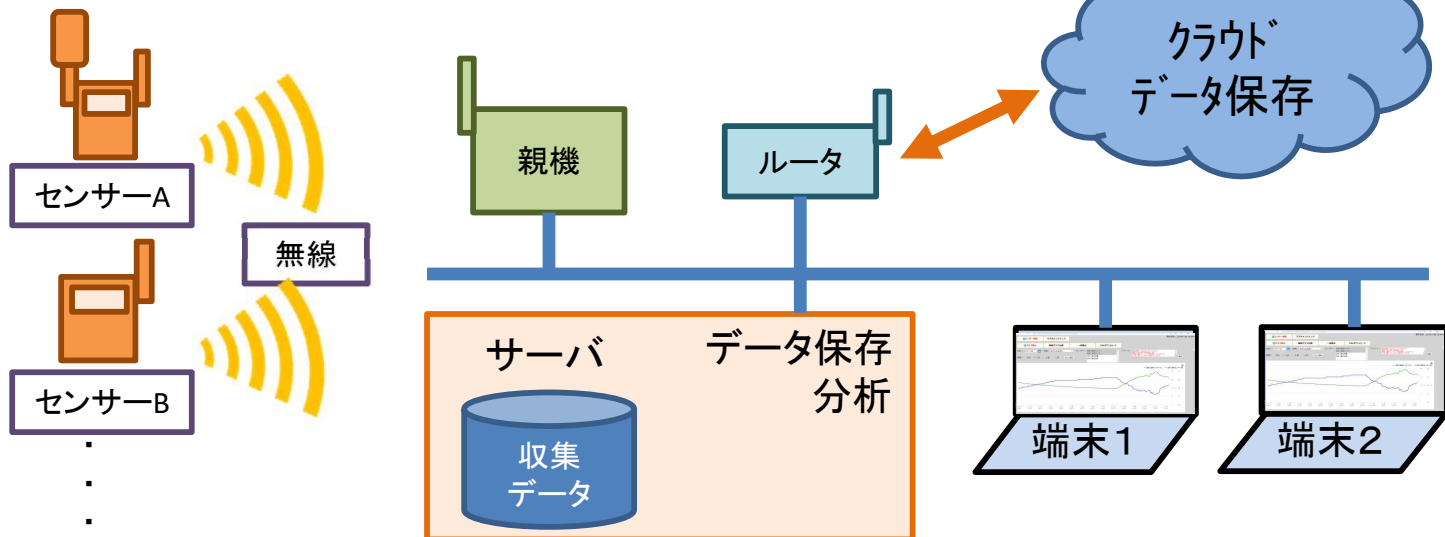 クラウド
データ保存
親機
ルータ
センサーA
無線
センサーB
・
・
・
サーバ
データ保存
分析
収集
データ
端末１
端末２